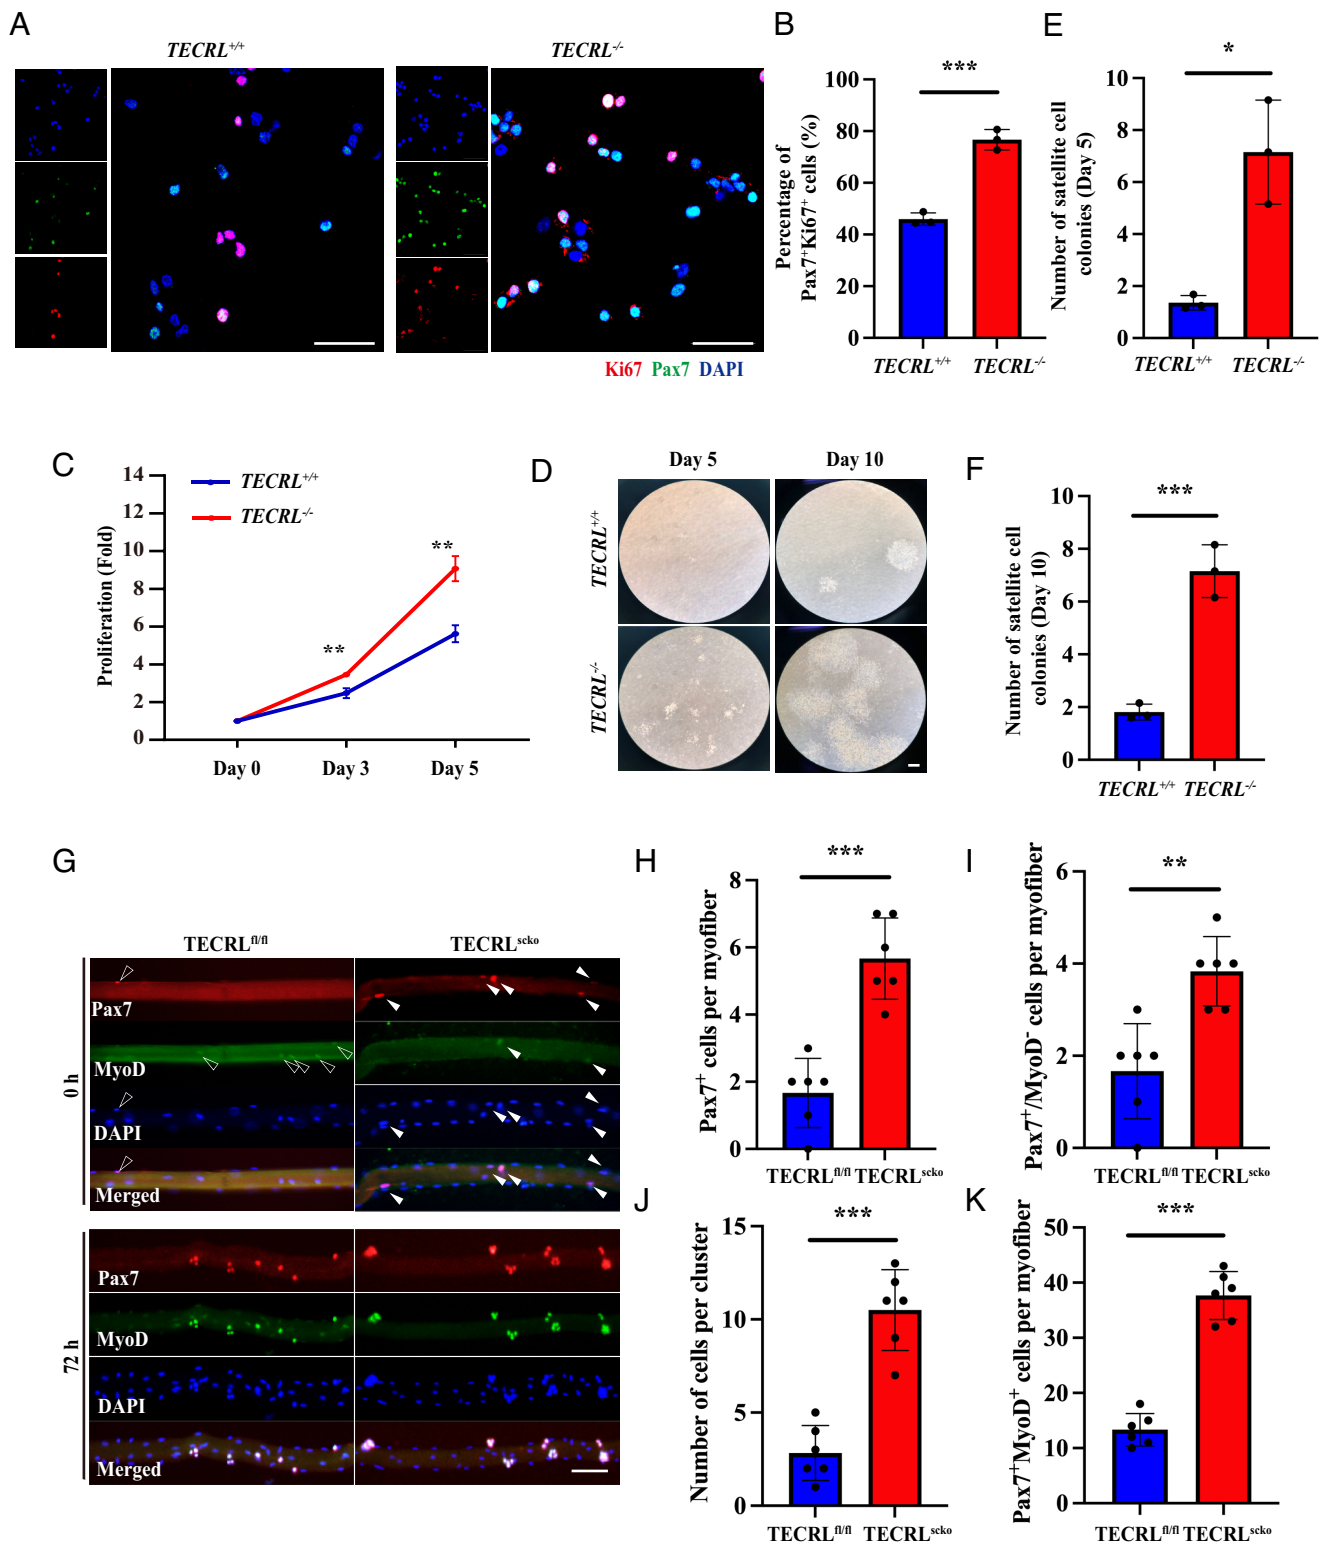 A
TECRL+/+
TECRL-/-
Ki67 Pax7 DAPI
B
***
Percentage of
Pax7+Ki67+ cells (%)
100
80
60
40
20
0
TECRL+/+
TECRL-/-
E
*
Number of satellite cell
colonies (Day 5)
10
8
6
4
2
0
TECRL+/+
TECRL-/-
C
Proliferation (Fold)
14
12
10
8
6
4
2
0
TECRL+/+
TECRL-/-
**
**
Day 0
Day 3
Day 5
D
Day 5
Day 10
TECRL+/+
TECRL-/-
F
***
Number of satellite cell
colonies (Day 10)
10
8
6
4
2
0
TECRL+/+
TECRL-/-
G
TECRLfl/fl
TECRLscko
0 h
Pax7
MyoD
DAPI
Merged
72 h
Pax7
MyoD
DAPI
Merged
H
***
Pax7+ cells per myofiber
8
6
4
2
0
TECRLfl/fl
TECRLscko
I
**
Pax7+/MyoD- cells per myofiber
6
4
2
0
TECRLfl/fl
TECRLscko
J
***
Number of cells per cluster
15
10
5
0
TECRLfl/fl
TECRLscko
K
***
Pax7+MyoD+ cells per myofiber
50
40
30
20
10
0
TECRLfl/fl
TECRLscko